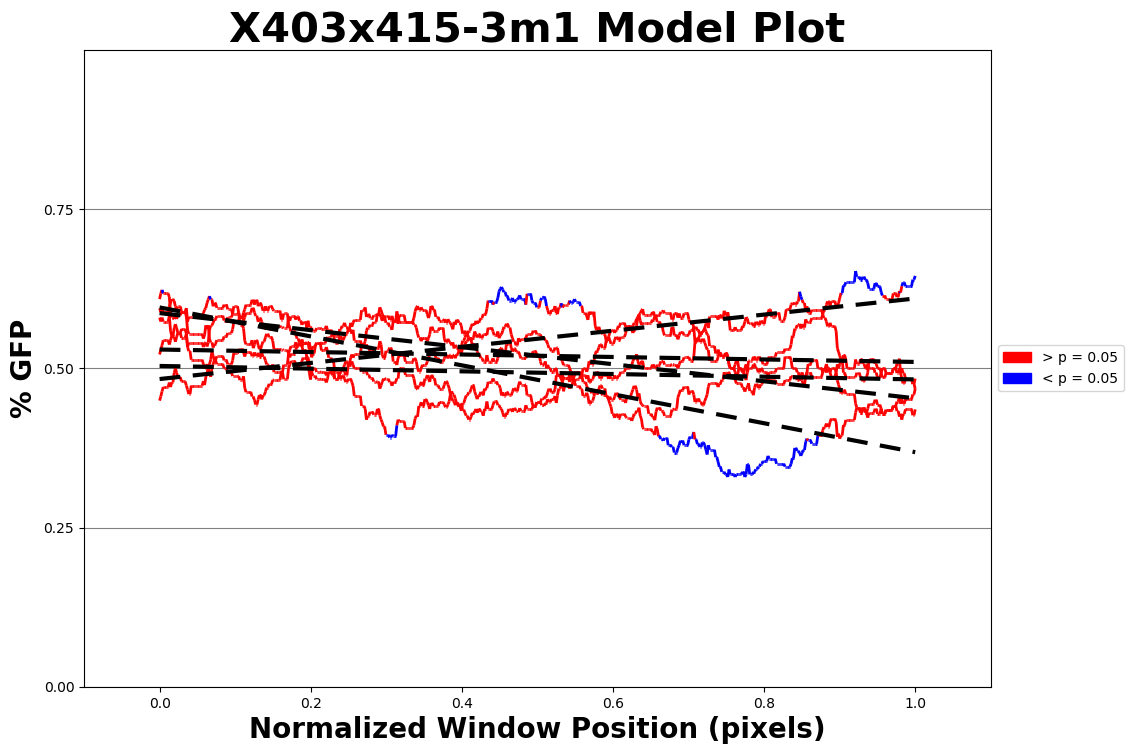 X403x415-3m1 Model Plot
% GFP
0.75
0.50
0.25
0.00
0.0 0.2 0.4 0.6 0.8 1.0
Normalized Window Position (pixels)
> p = 0.05
< p = 0.05